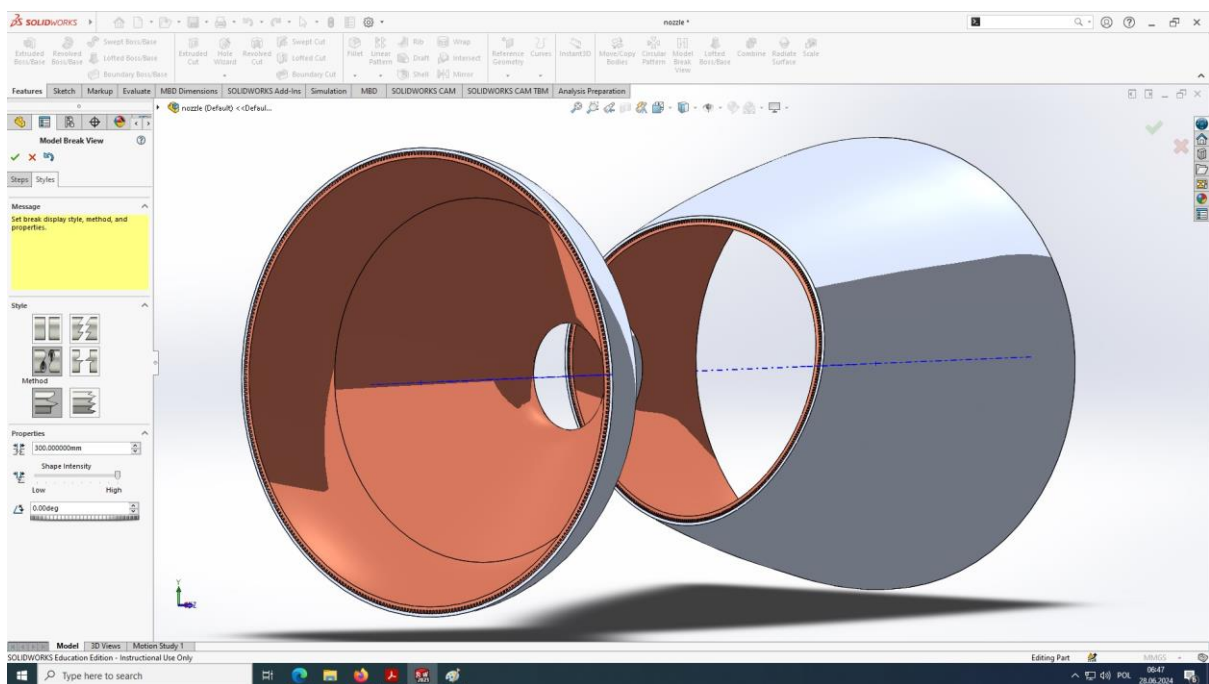 SOLIDWORKS
nozzle *
Extruded Boss/Base
Revolved Boss/Base
Swept Boss/Base
Lofted Boss/Base
Boundary Boss/Base
Extruded Cut
Hole Wizard
Revolved Cut
Swept Cut
Lofted Cut
Boundary Cut
Fillet
Linear Pattern
Rib
Draft
Shell
Wrap
Intersect
Mirror
Reference Geometry
Curves
Instant3D
Move/Copy Bodies
Circular Pattern
Model Break View
Lofted Boss/Base
Combine
Radiate Surface
Scale
Features Sketch Markup Evaluate MBD Dimensions SOLIDWORKS Add-Ins Simulation MBD SOLIDWORKS CAM SOLIDWORKS CAM TBM Analysis Preparation
nozzle (Default) <<Defaul...
Model Break View
Steps Styles
Message
Set break display style, method, and
properties.
Style
Method
Properties
300.000000mm
Shape Intensity
Low High
0.00deg
Y
Z
Model 3D Views Motion Study 1
SOLIDWORKS Education Edition - Instructional Use Only
Editing Part
MMGS
Type here to search
2021
POL
06:47
28.06.2024
6